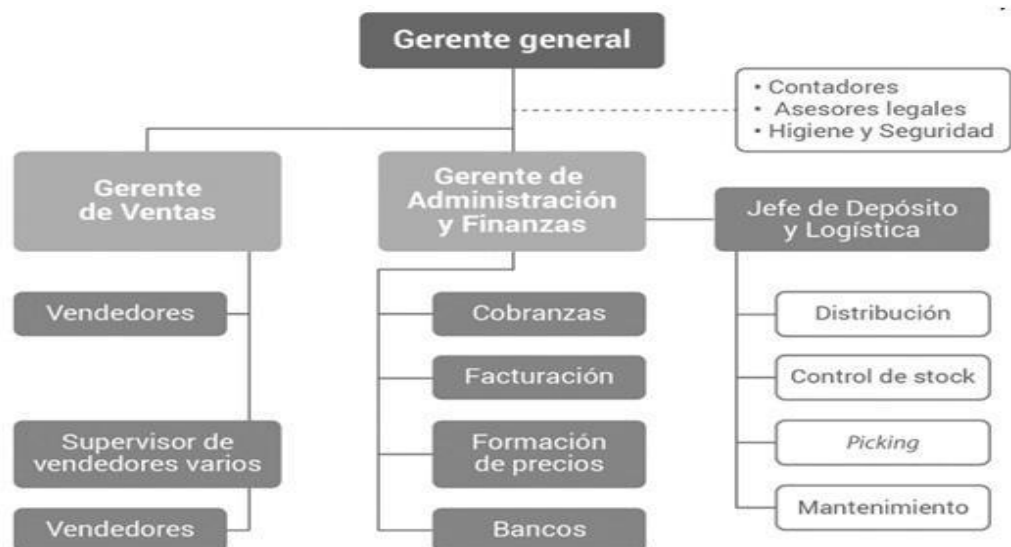 Gerente general
• Contadores
• Asesores legales
• Higiene y Seguridad
Gerente
de Ventas
Gerente de
Administración
y Finanzas
Jefe de Depósito
y Logística
Vendedores
Cobranzas
Distribución
Facturación
Control de stock
Supervisor de
vendedores varios
Formación
de precios
Picking
Vendedores
Bancos
Mantenimiento